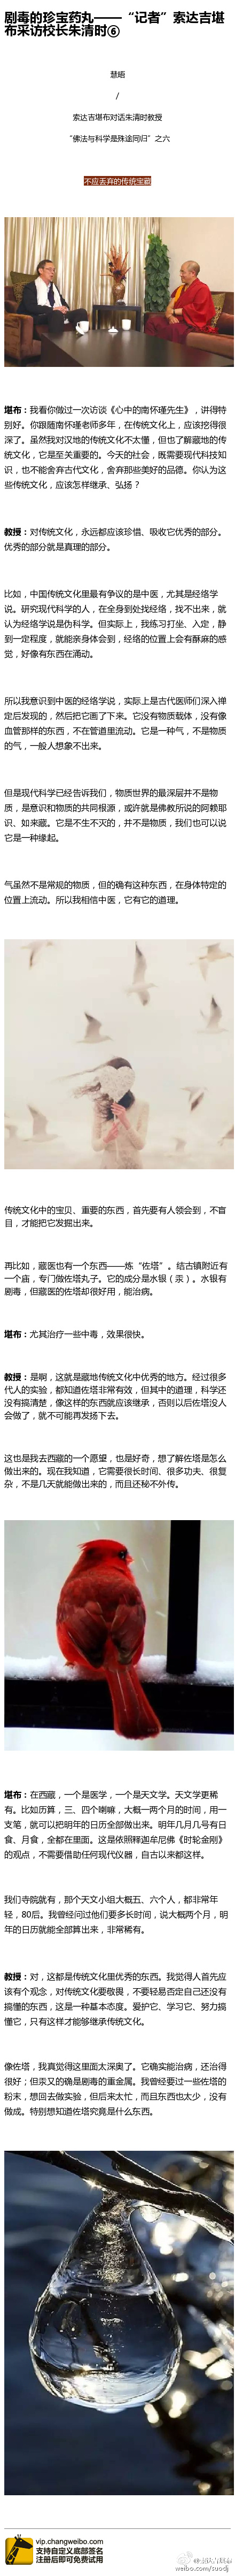 剧毒的珍宝药丸——“记者”索达吉堪
布采访校长朱清时⑥
慧晤
/
索达吉堪布对话朱清时教授
“佛法与科学是殊途同归”之六
不应丢弃的传统宝藏
堪布：我看你做过一次访谈《心中的南怀瑾先生》，讲得特
别好。你跟随南怀瑾老师多年，在传统文化上，应该挖得很
深了。虽然我对汉地的传统文化不太懂，但也了解藏地的传
统文化，它是至关重要的。今天的社会，既需要现代科技知
识，也不能舍弃古代文化，舍弃那些美好的品德。你认为这
些传统文化，应该怎样继承、弘扬？
教授：对传统文化，永远都应该珍惜、吸收它优秀的部分。
优秀的部分就是真理的部分。
比如，中国传统文化里最有争议的是中医，尤其是经络学
说。研究现代科学的人，在全身到处找经络，找不出来，就
认为经络学说是伪科学。但实际上，我练习打坐、入定，静
到一定程度，就能亲身体会到，经络的位置上会有酥麻的感
觉，好像有东西在涌动。
所以我意识到中医的经络学说，实际上是古代医师们深入禅
定后发现的，然后把它画了下来。它没有物质载体，没有像
血管那样的东西，不在管道里流动。它是一种气，不是物质
的气，一般人想象不出来。
但是现代科学已经告诉我们，物质世界的最深层并不是物
质，是意识和物质的共同根源，或许就是佛教所说的阿赖耶
识、如来藏。它是不生不灭的，并不是物质，我们也可以说
它是一种缘起。
气虽然不是常规的物质，但的确有这种东西，在身体特定的
位置上流动。所以我相信中医，它有它的道理。
传统文化中的宝贝、重要的东西，首先要有人领会到，不盲
目，才能把它发掘出来。
再比如，藏医也有一个东西——炼“佐塔”。结古镇附近有
一个庙，专门做佐塔丸子。它的成分是水银（汞）。水银有
剧毒，但藏医的佐塔却很好用，能治病。
堪布：尤其治疗一些中毒，效果很快。
教授：是啊，这就是藏地传统文化中优秀的地方。经过很多
代人的实验，都知道佐塔非常有效，但其中的道理，科学还
没有搞清楚，像这样的东西就应该继承，否则以后佐塔没人
会做了，就不可能再发扬下去。
这也是我去西藏的一个愿望，也是好奇，想了解佐塔是怎么
做出来的。现在我知道，它需要很长时间、很多功夫、很复
杂，不是几天就能做出来的，而且还秘不外传。
堪布：在西藏，一个是医学，一个是天文学。天文学更稀
有。比如历算，三、四个喇嘛，大概一两个月的时间，用一
支笔，就可以把明年的日历全部做出来。明年几月几号有日
食、月食，全都在里面。这是依照释迦牟尼佛《时轮金刚》
的观点，不需要借助任何现代仪器，自古以来都这样。
我们寺院就有，那个天文小组大概五、六个人，都非常年
轻，80后。我曾经问过他们要多长时间，说大概两个月，明
年的日历就能全部算出来，非常稀有。
教授：对，这都是传统文化里优秀的东西。我觉得人首先应
该有个观念，对传统文化要敬畏，不要轻易否定自己还没有
搞懂的东西，这是一种基本态度。爱护它、学习它、努力搞
懂它，只有这样才能够继承传统文化。
像佐塔，我真觉得这里面太深奥了。它确实能治病，还治得
很好；但汞又的确是剧毒的重金属。我曾经要过一些佐塔的
粉末，想回去做实验，但后来太忙，而且东西也太少，没有
做成。特别想知道佐塔究竟是什么东西。
vip.changweibo.com
支持自定义底部签名
注册后即可免费试用
@索达吉堪布
weibo.com/suodj